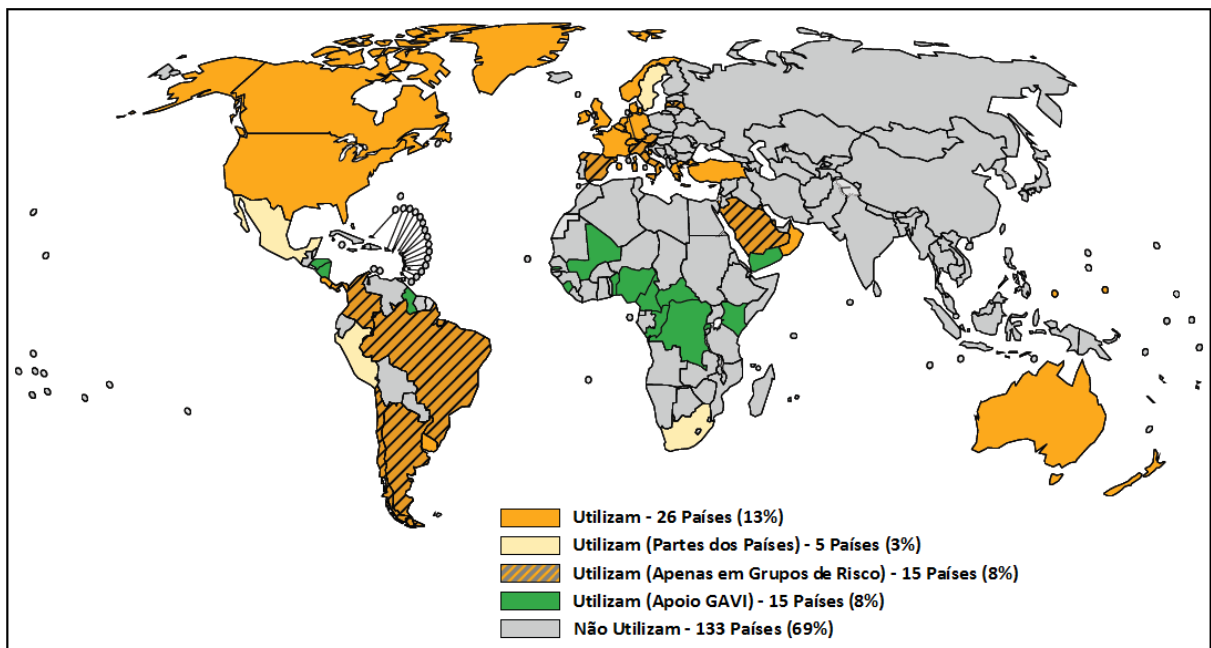 Utilizam - 26 Países (13%)
Utilizam (Partes dos Países) - 5 Países (3%)
Utilizam (Apenas em Grupos de Risco) - 15 Países (8%)
Utilizam (Apoio GAVI) - 15 Países (8%)
Não Utilizam - 133 Países (69%)